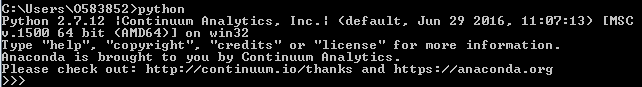 C:\Users\0583852>python
Python 2.7.12 |Continuum Analytics, Inc.| (default, Jun 29 2016, 11:07:13) [MSC
v.1500 64 bit (AMD64)] on win32
Type "help", "copyright", "credits" or "license" for more information.
Anaconda is brought to you by Continuum Analytics.
Please check out: http://continuum.io/thanks and https://anaconda.org
>>>